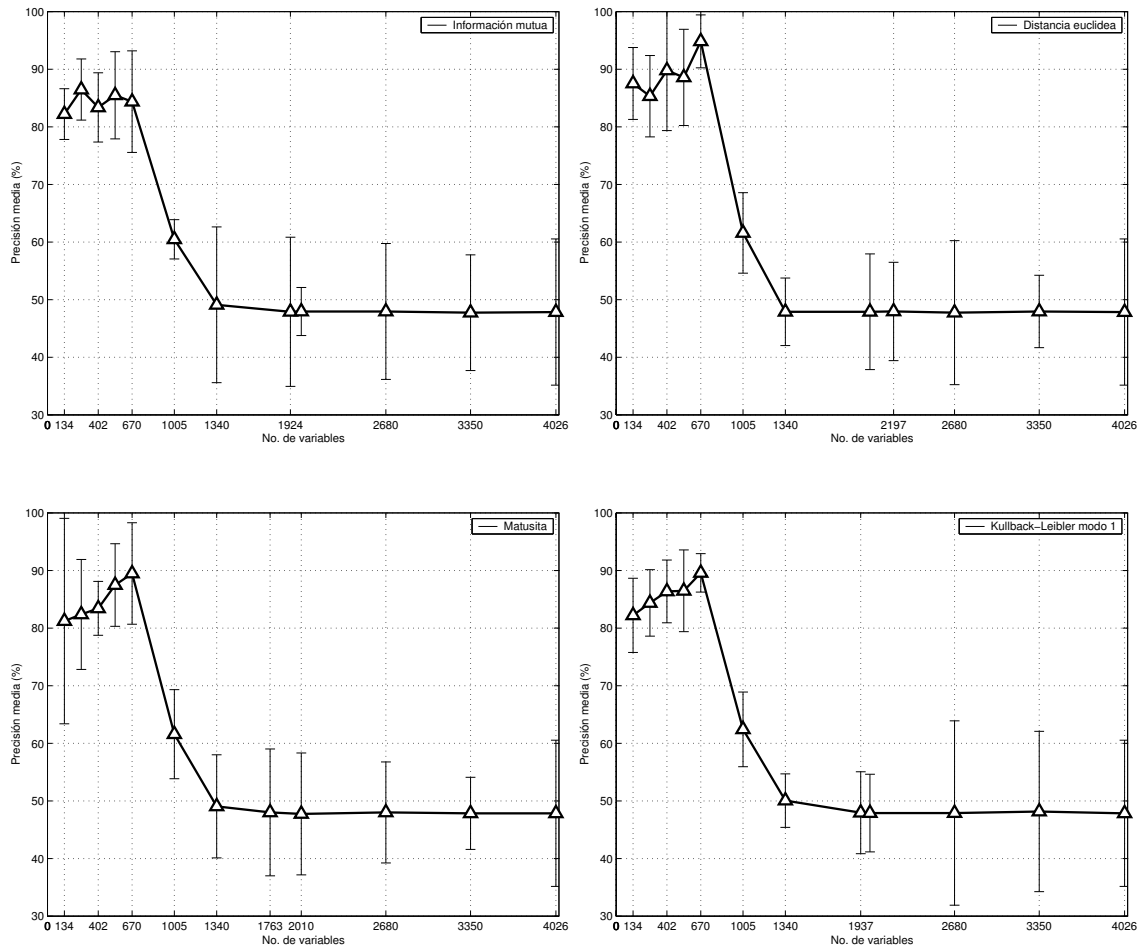 Información mutua
Precisión media (%)
100
90
80
70
60
50
40
30
0 134 402 670 1005 1340 1924 2680 3350 4026
No. de variables
Distancia euclidea
Precisión media (%)
100
90
80
70
60
50
40
30
0 134 402 670 1005 1340 2197 2680 3350 4026
No. de variables
Matusita
Precisión media (%)
100
90
80
70
60
50
40
30
0 134 402 670 1005 1340 1763 2010 2680 3350 4026
No. de variables
Kullback−Leibler modo 1
Precisión media (%)
100
90
80
70
60
50
40
30
0 134 402 670 1005 1340 1937 2680 3350 4026
No. de variables